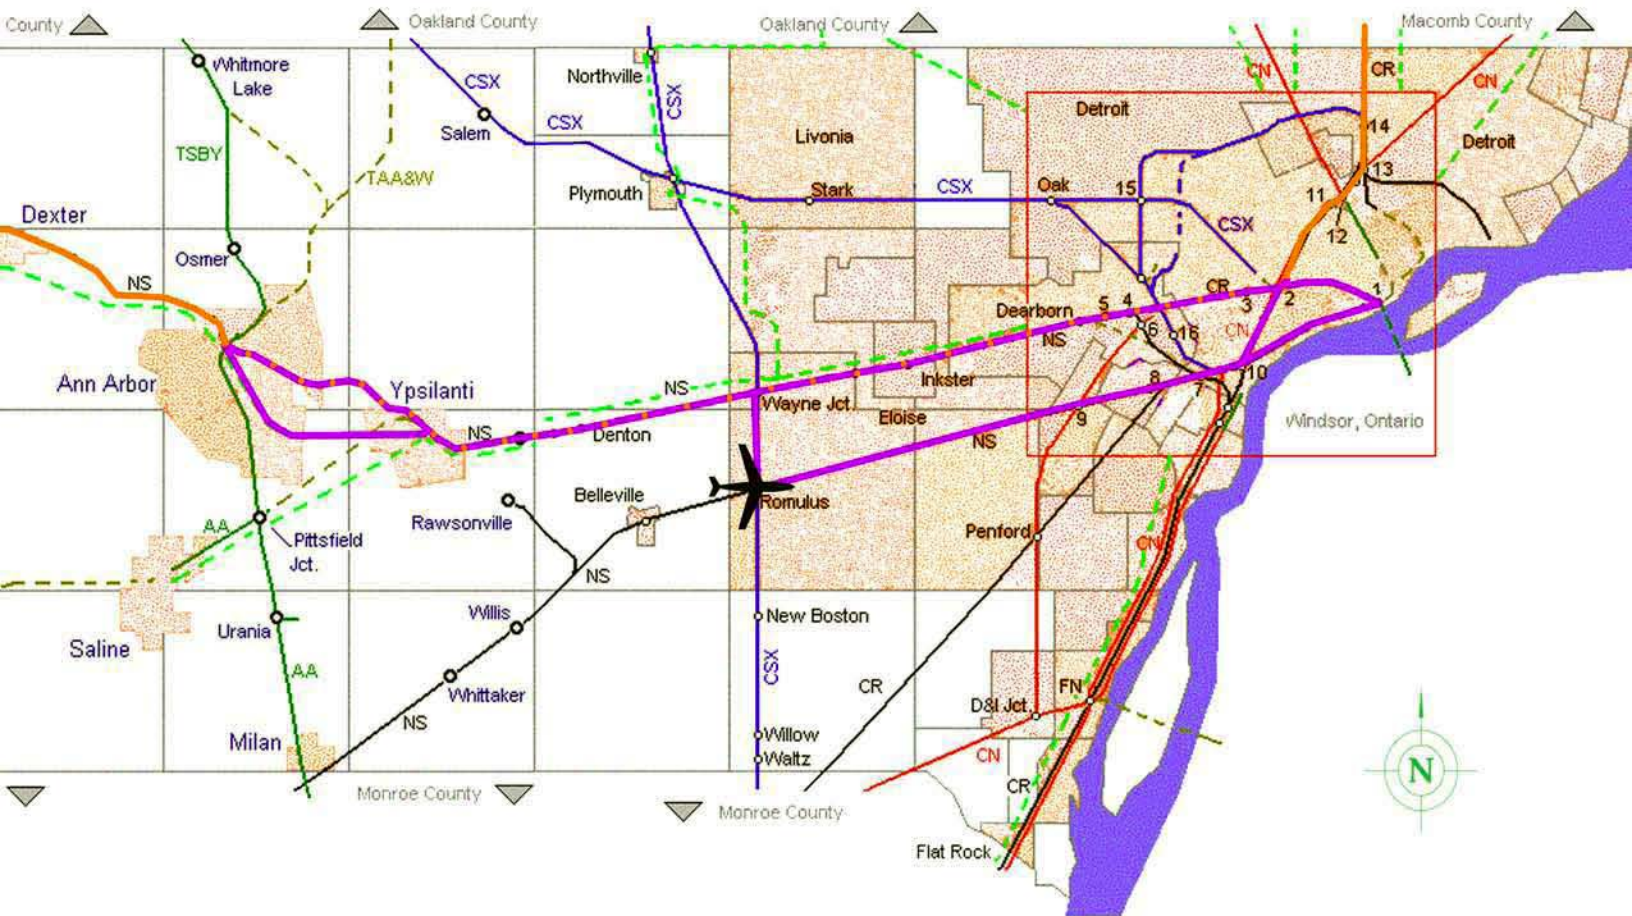 County
Oakland County
Oakland County
Macomb County
Whitmore
Lake
CSX
Salem
CSX
Northville
CSX
Livonia
Detroit
CN
CR
CN
14
Detroit
TSBY
TAA&W
Plymouth
Stark
CSX
Oak
15
13
11
CSX
12
Dexter
Osmer
NS
CR
Dearborn
5
4
3
2
1
6
16
CN
NS
Ann Arbor
Ypsilanti
NS
Inkster
8
7
10
Wayne Jct.
Eloise
9
Windsor, Ontario
NS
Denton
NS
Rawsonville
Belleville
Romulus
AA
Pittsfield
Jct.
Penford
CN
NS
Saline
Urania
Willis
New Boston
AA
CSX
Whittaker
CR
FN
D&I Jct.
NS
Milan
Willow
Waltz
CN
CR
N
Monroe County
Monroe County
Flat Rock